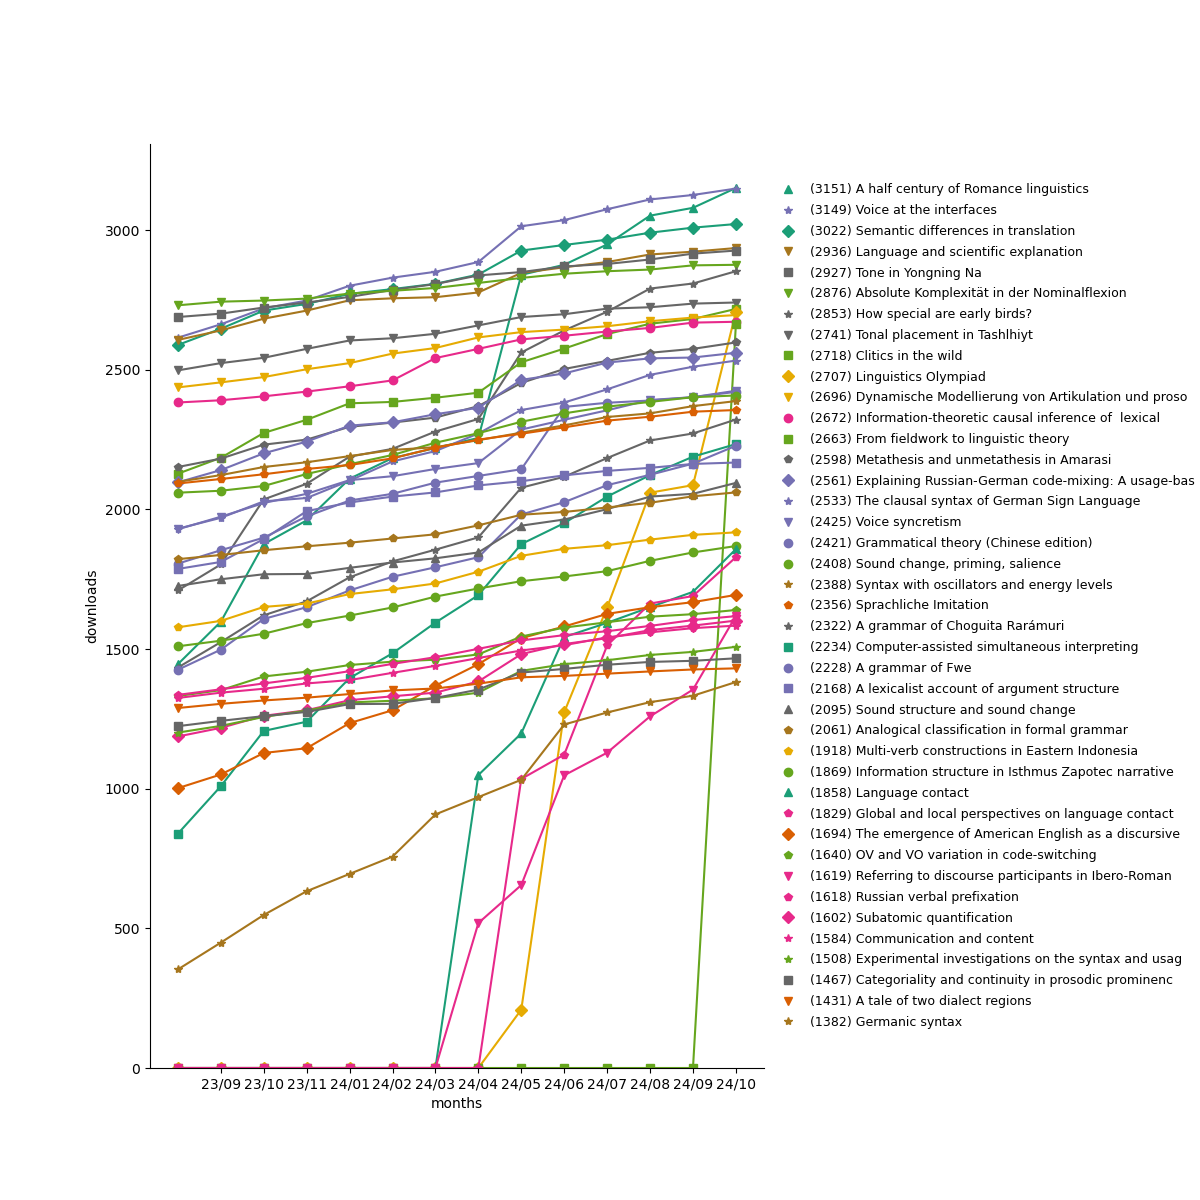 3000
2500
2000
1500
1000
500
0
downloads
23/09 23/10 23/11 24/01 24/02 24/03 24/04 24/05 24/06 24/07 24/08 24/09 24/10
months
(3151) A half century of Romance linguistics
(3149) Voice at the interfaces
(3022) Semantic differences in translation
(2936) Language and scientific explanation
(2927) Tone in Yongning Na
(2876) Absolute Komplexität in der Nominalflexion
(2853) How special are early birds?
(2741) Tonal placement in Tashlhiyt
(2718) Clitics in the wild
(2707) Linguistics Olympiad
(2696) Dynamische Modellierung von Artikulation und proso
(2672) Information-theoretic causal inference of  lexical
(2663) From fieldwork to linguistic theory
(2598) Metathesis and unmetathesis in Amarasi
(2561) Explaining Russian-German code-mixing: A usage-bas
(2533) The clausal syntax of German Sign Language
(2425) Voice syncretism
(2421) Grammatical theory (Chinese edition)
(2408) Sound change, priming, salience
(2388) Syntax with oscillators and energy levels
(2356) Sprachliche Imitation
(2322) A grammar of Choguita Rarámuri
(2234) Computer-assisted simultaneous interpreting
(2228) A grammar of Fwe
(2168) A lexicalist account of argument structure
(2095) Sound structure and sound change
(2061) Analogical classification in formal grammar
(1918) Multi-verb constructions in Eastern Indonesia
(1869) Information structure in Isthmus Zapotec narrative
(1858) Language contact
(1829) Global and local perspectives on language contact
(1694) The emergence of American English as a discursive
(1640) OV and VO variation in code-switching
(1619) Referring to discourse participants in Ibero-Roman
(1618) Russian verbal prefixation
(1602) Subatomic quantification
(1584) Communication and content
(1508) Experimental investigations on the syntax and usag
(1467) Categoriality and continuity in prosodic prominenc
(1431) A tale of two dialect regions
(1382) Germanic syntax